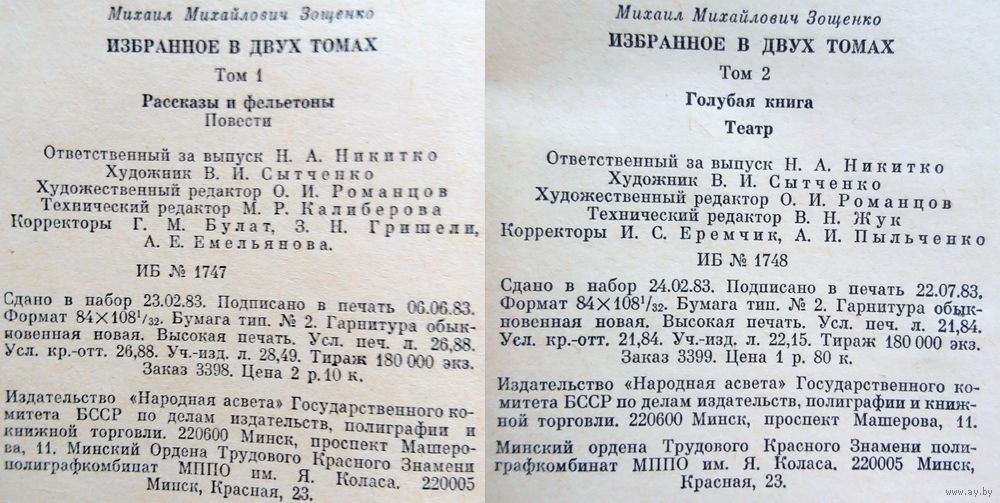 Михаил Михайлович Зощенко
ИЗБРАННОЕ В ДВУХ ТОМАХ
Том 1
Рассказы и фельетоны
Повести
Ответственный за выпуск Н. А. Никитко
Художник В. И. Сытченко
Художественный редактор О. И. Романцов
Технический редактор М. Р. Калиберова
Корректоры Г. М. Булат, З. Н. Гришели,
А. Е. Емельянова.
ИБ № 1747
Сдано в набор 23.02.83. Подписано в печать 06.06.83.
Формат 84×108¹/₃₂. Бумага тип. № 2. Гарнитура обык-
новенная новая. Высокая печать. Усл. печ. л. 26,88.
Усл. кр.-отт. 26,88. Уч.-изд. л. 28,49. Тираж 180 000 экз.
Заказ 3398. Цена 2 р. 10 к.
Издательство «Народная асвета» Государственного ко-
митета БССР по делам издательств, полиграфии и
книжной торговли. 220600 Минск, проспект Машеро-
ва, 11. Минский Ордена Трудового Красного Знамени
полиграфкомбинат МППО им. Я. Коласа. 220005
Минск, Красная, 23.
Михаил Михайлович Зощенко
ИЗБРАННОЕ В ДВУХ ТОМАХ
Том 2
Голубая книга
Театр
Ответственный за выпуск Н. А. Никитко
Художник В. И. Сытченко
Художественный редактор О. И. Романцов
Технический редактор В. Н. Жук
Корректоры И. С. Еремчик, А. И. Пыльченко
ИБ № 1748
Сдано в набор 24.02.83. Подписано в печать 22.07.83.
Формат 84×108¹/₃₂. Бумага тип. № 2. Гарнитура обык-
новенная новая. Высокая печать. Усл. печ. л. 21,84.
Усл. кр.-отт. 21,84. Уч.-изд. л. 22,15. Тираж 180 000 экз.
Заказ 3399. Цена 1 р. 80 к.
Издательство «Народная асвета» Государственного ко-
митета БССР по делам издательств, полиграфии и книж-
ной торговли. 220600 Минск, проспект Машерова, 11.
Минский ордена Трудового Красного Знамени поли-
графкомбинат МППО им. Я. Коласа. 220005 Минск,
Красная, 23.
www.ay.by